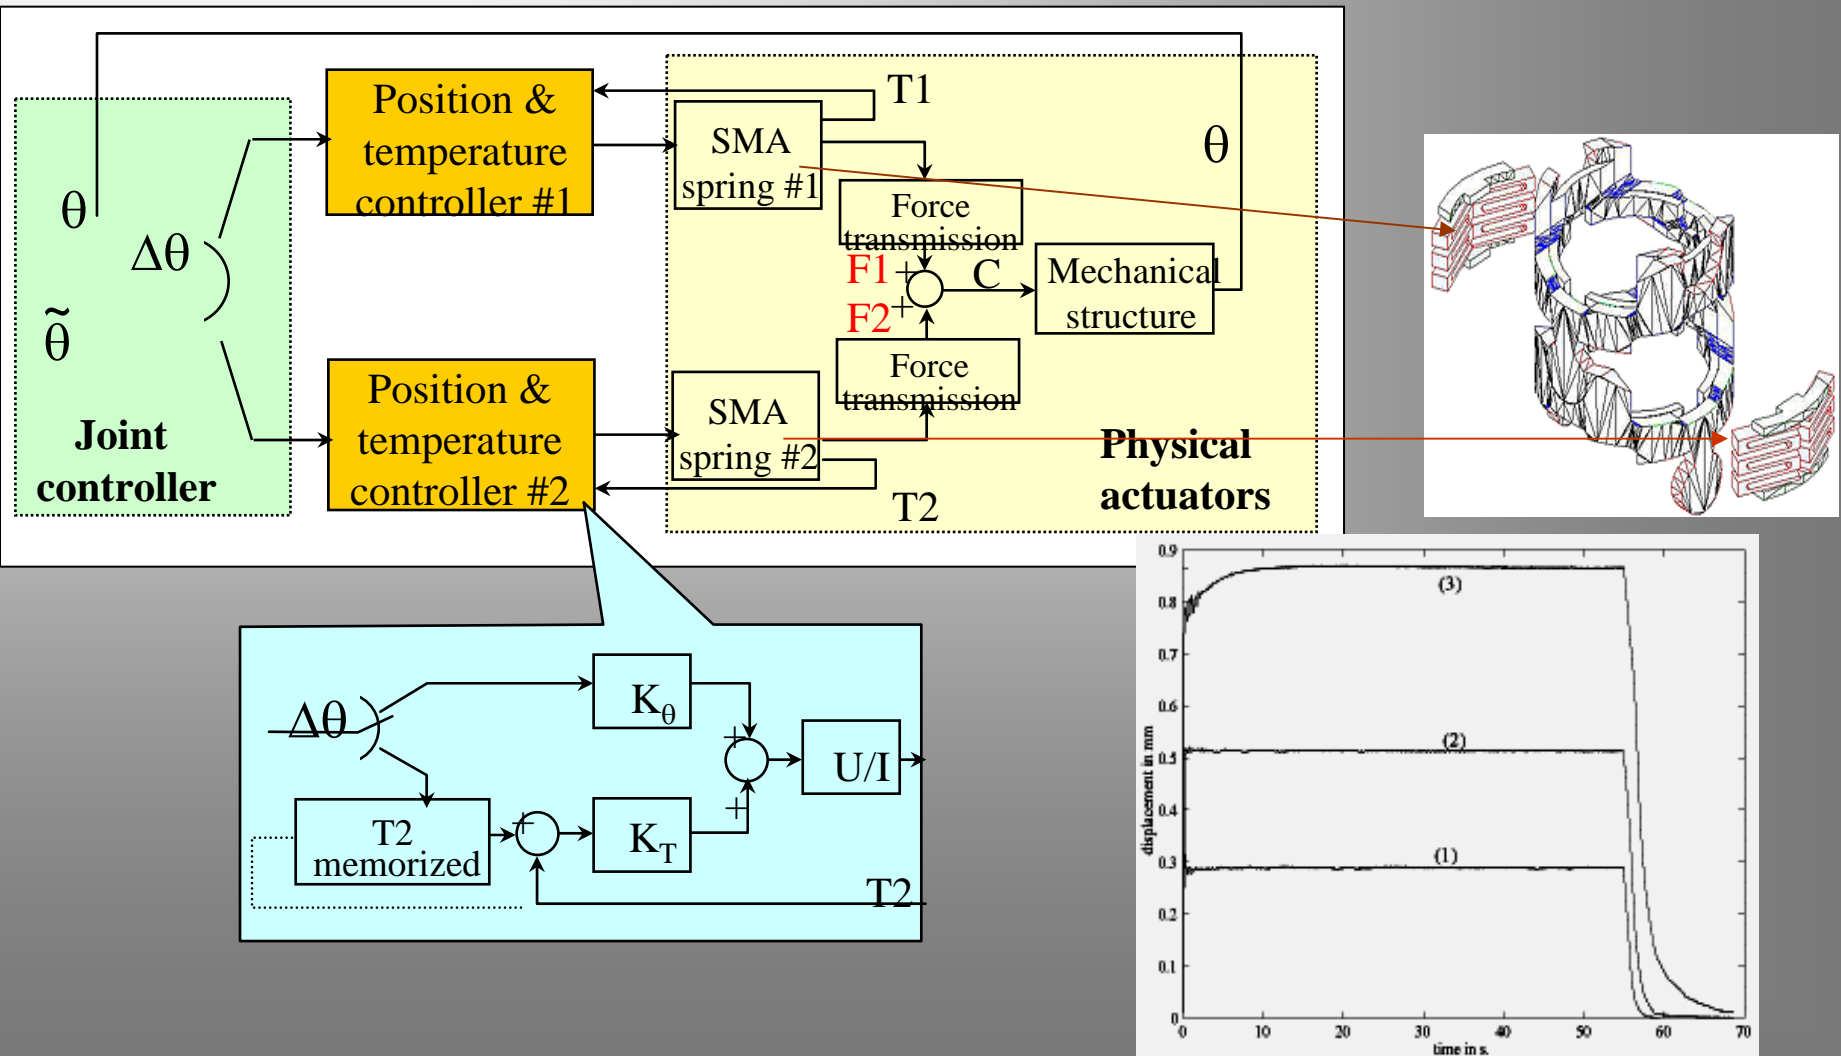 θ
Δθ
θ̃
Joint
controller
Position &
temperature
controller #1
Position &
temperature
controller #2
T1
SMA
spring #1
Force
transmission
F1
+
F2
+
C
Mechanical
structure
θ
Force
transmission
SMA
spring #2
T2
Physical
actuators
Δθ
Kθ
+
U/I
T2
memorized
+
KT
+
T2
0.9
0.8
0.7
0.6
0.5
0.4
0.3
0.2
0.1
0
displacement in mm
(3)
(2)
(1)
0
10
20
30
40
50
60
70
time in s.